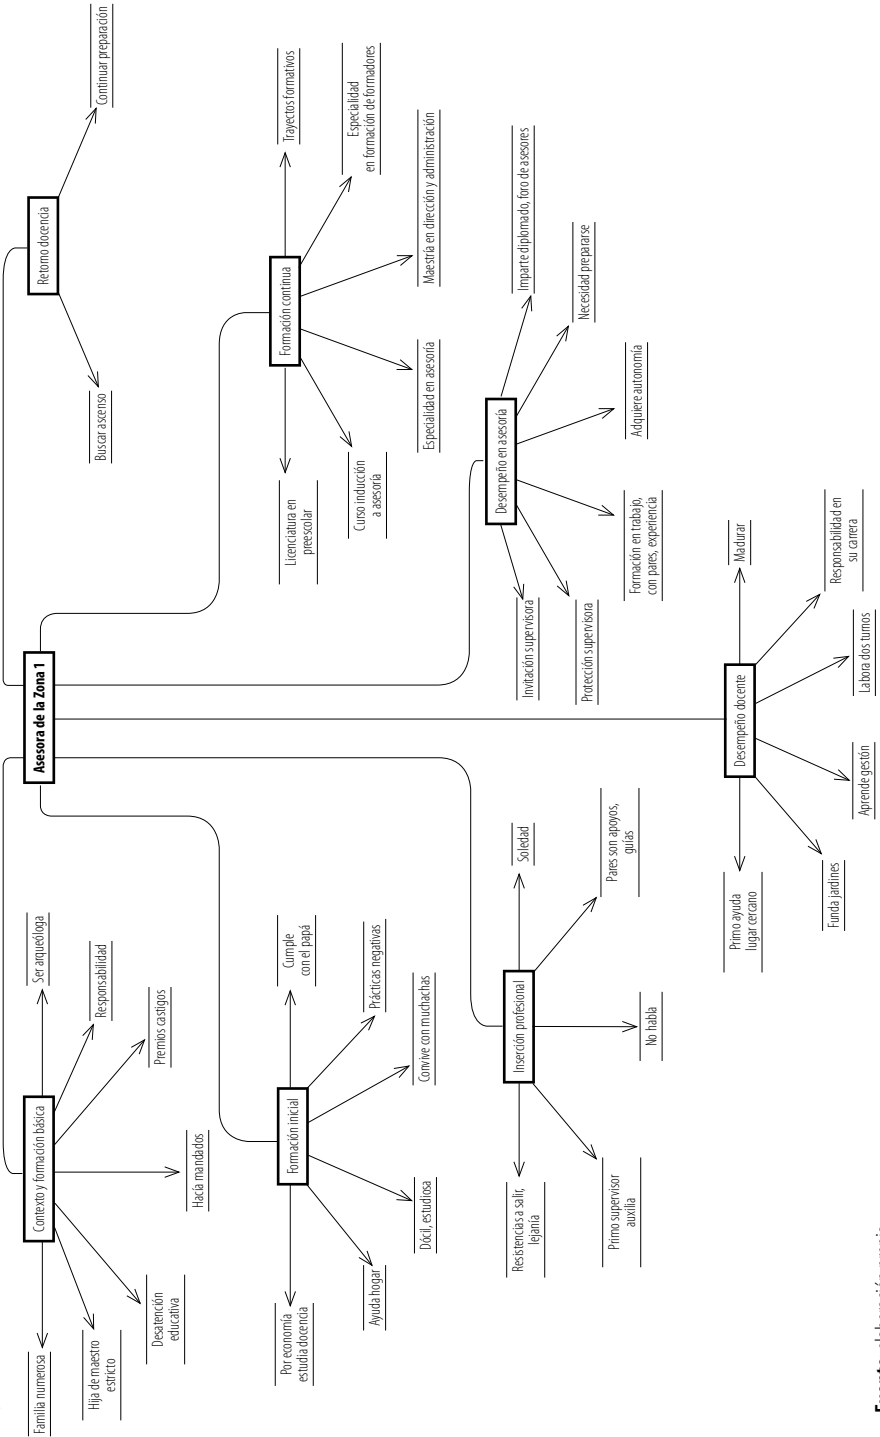 Asesora de la Zona 1
Contexto y formación básica
Familia numerosa
Hija de maestro
estricto
Desatención
educativa
Hacía mandados
Premios castigos
Responsabilidad
Ser arqueóloga
Formación inicial
Por economía
estudia docencia
Ayuda hogar
Dócil, estudiosa
Convive con muchachas
Prácticas negativas
Cumple
con el papá
Inserción profesional
Resistencias a salir,
lejanía
Primo supervisor
auxilia
No habla
Pares son apoyos,
guías
Soledad
Desempeño docente
Primo ayuda
lugar cercano
Funda jardines
Aprende gestón
Labora dos turnos
Responsabilidad en
su carrera
Madurar
Desempeño en asesoría
Invitación supervisora
Protección supervisora
Formación en trabajo,
con pares, experiencia
Adquiere autonomía
Necesidad prepararse
Imparte diplomado, foro de asesores
Formación continua
Licenciatura en
preescolar
Curso inducción
a asesoría
Especialidad en asesoría
Maestría en dirección y administración
Especialidad
en formación de formadores
Trayectos formativos
Retorno docencia
Buscar ascenso
Continuar preparación